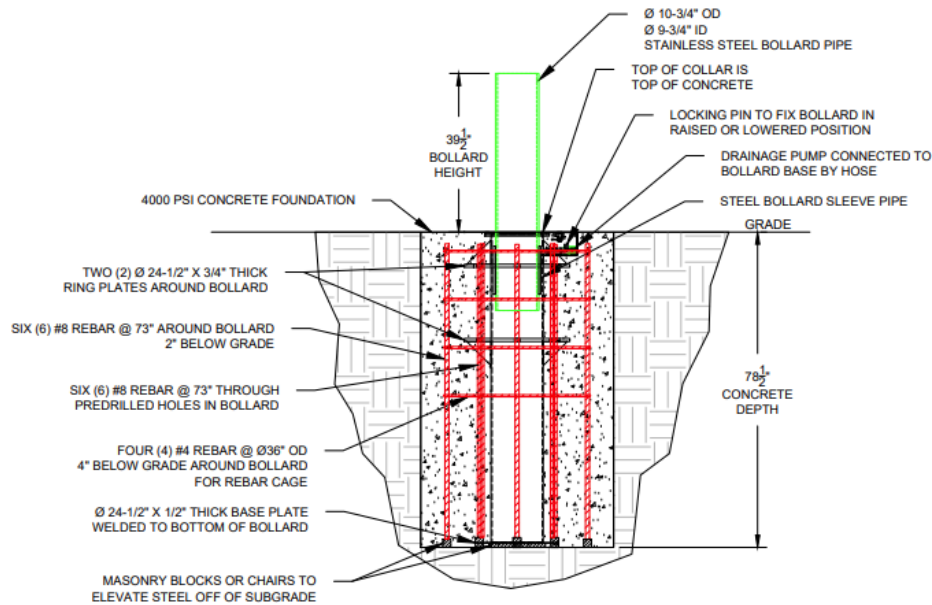 Ø 10-3/4" OD
Ø 9-3/4" ID
STAINLESS STEEL BOLLARD PIPE
TOP OF COLLAR IS
TOP OF CONCRETE
LOCKING PIN TO FIX BOLLARD IN
RAISED OR LOWERED POSITION
39 1/2"
BOLLARD
HEIGHT
DRAINAGE PUMP CONNECTED TO
BOLLARD BASE BY HOSE
4000 PSI CONCRETE FOUNDATION
STEEL BOLLARD SLEEVE PIPE
GRADE
TWO (2) Ø 24-1/2" X 3/4" THICK
RING PLATES AROUND BOLLARD
SIX (6) #8 REBAR @ 73" AROUND BOLLARD
2" BELOW GRADE
SIX (6) #8 REBAR @ 73" THROUGH
PREDRILLED HOLES IN BOLLARD
78 1/2"
CONCRETE
DEPTH
FOUR (4) #4 REBAR @ Ø36" OD
4" BELOW GRADE AROUND BOLLARD
FOR REBAR CAGE
Ø 24-1/2" X 1/2" THICK BASE PLATE
WELDED TO BOTTOM OF BOLLARD
MASONRY BLOCKS OR CHAIRS TO
ELEVATE STEEL OFF OF SUBGRADE